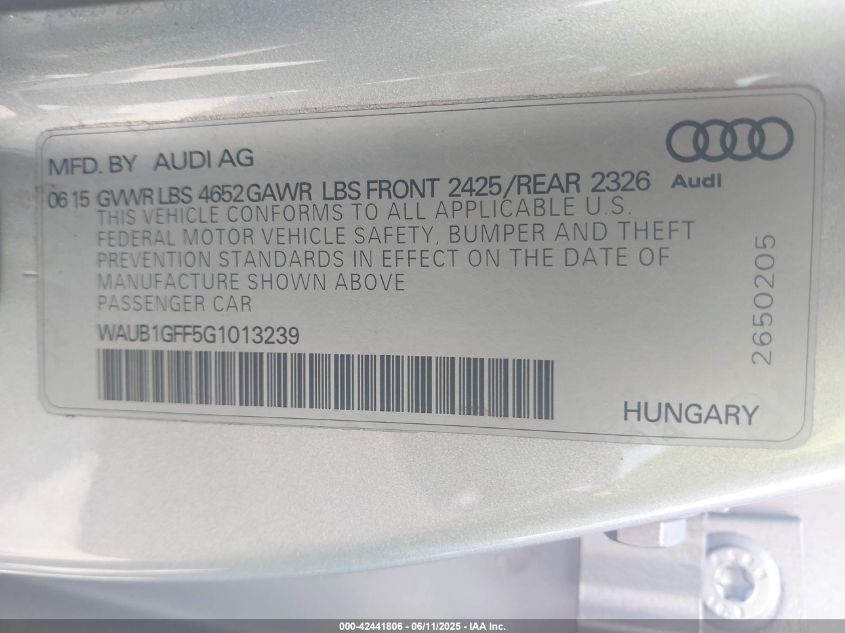 MFD. BY AUDI AG
06 15 GVWR LBS 4652 GAWR LBS FRONT 2425/REAR 2326
Audi
THIS VEHICLE CONFORMS TO ALL APPLICABLE U.S.
FEDERAL MOTOR VEHICLE SAFETY, BUMPER AND THEFT
PREVENTION STANDARDS IN EFFECT ON THE DATE OF
MANUFACTURE SHOWN ABOVE
PASSENGER CAR
WAUB1GFF5G1013239
2650205
HUNGARY
000-42441806 - 06/11/2025 - IAA Inc.